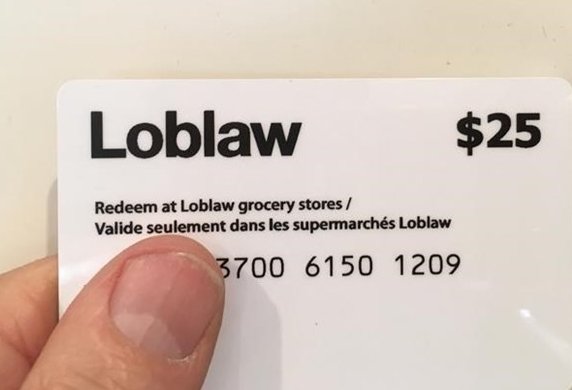 Loblaw
$25
Redeem at Loblaw grocery stores /
Valide seulement dans les supermarchés Loblaw
3700 6150 1209